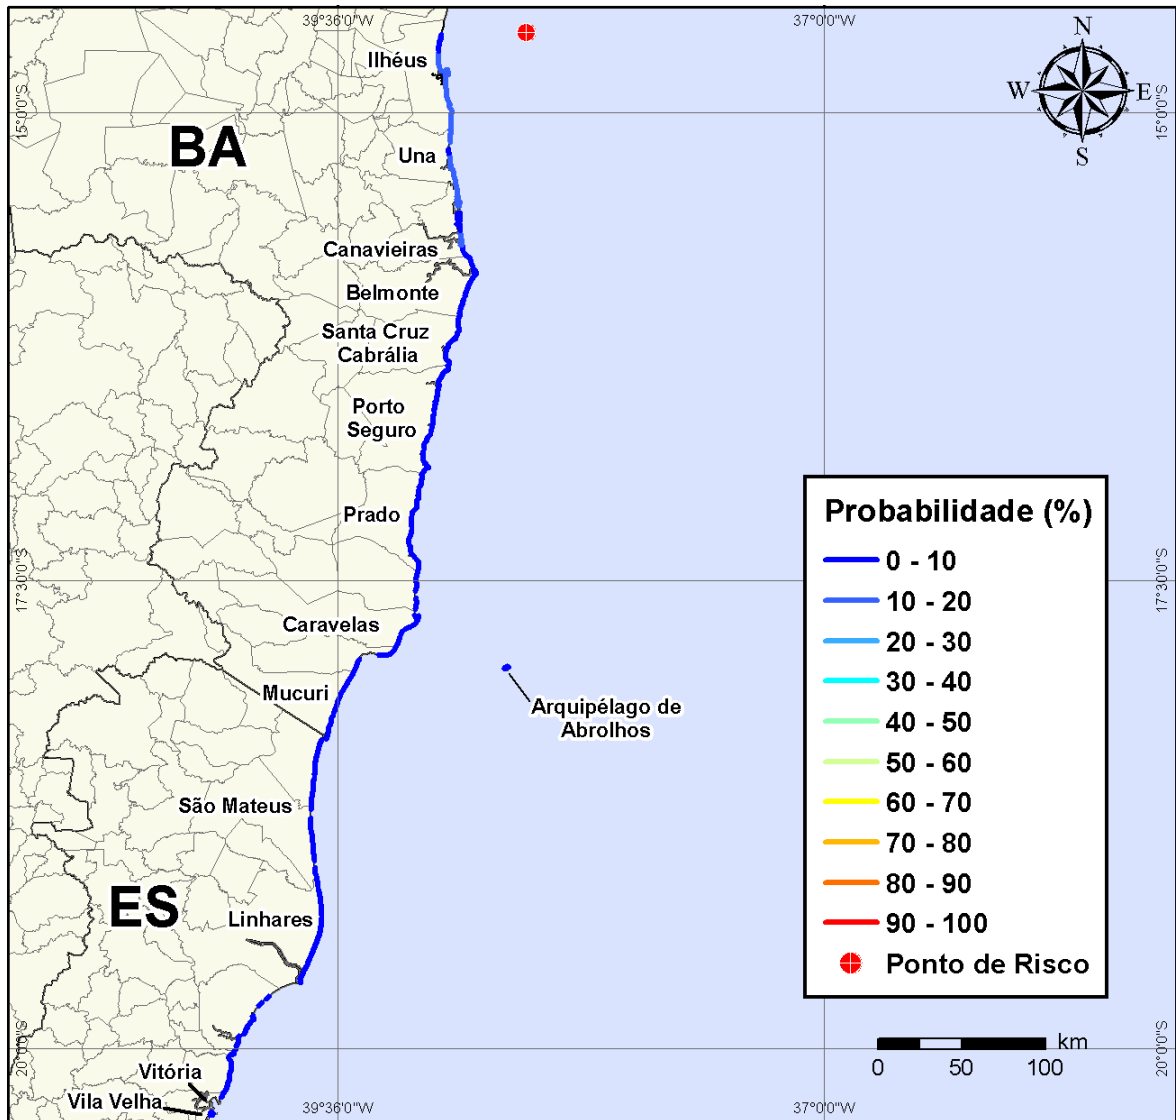 39°36'0"W
37°0'0"W
N
W
E
S
15°0'0"S
15°0'0"S
Ilhéus
BA
Una
Canavieiras
Belmonte
Santa Cruz
Cabrália
Porto
Seguro
Prado
17°30'0"S
17°30'0"S
Caravelas
Mucuri
Arquipélago de
Abrolhos
São Mateus
ES
Linhares
Vitória
Vila Velha
Probabilidade (%)
0 - 10
10 - 20
20 - 30
30 - 40
40 - 50
50 - 60
60 - 70
70 - 80
80 - 90
90 - 100
Ponto de Risco
km
0 50 100
20°0'0"S
20°0'0"S
39°36'0"W
37°0'0"W